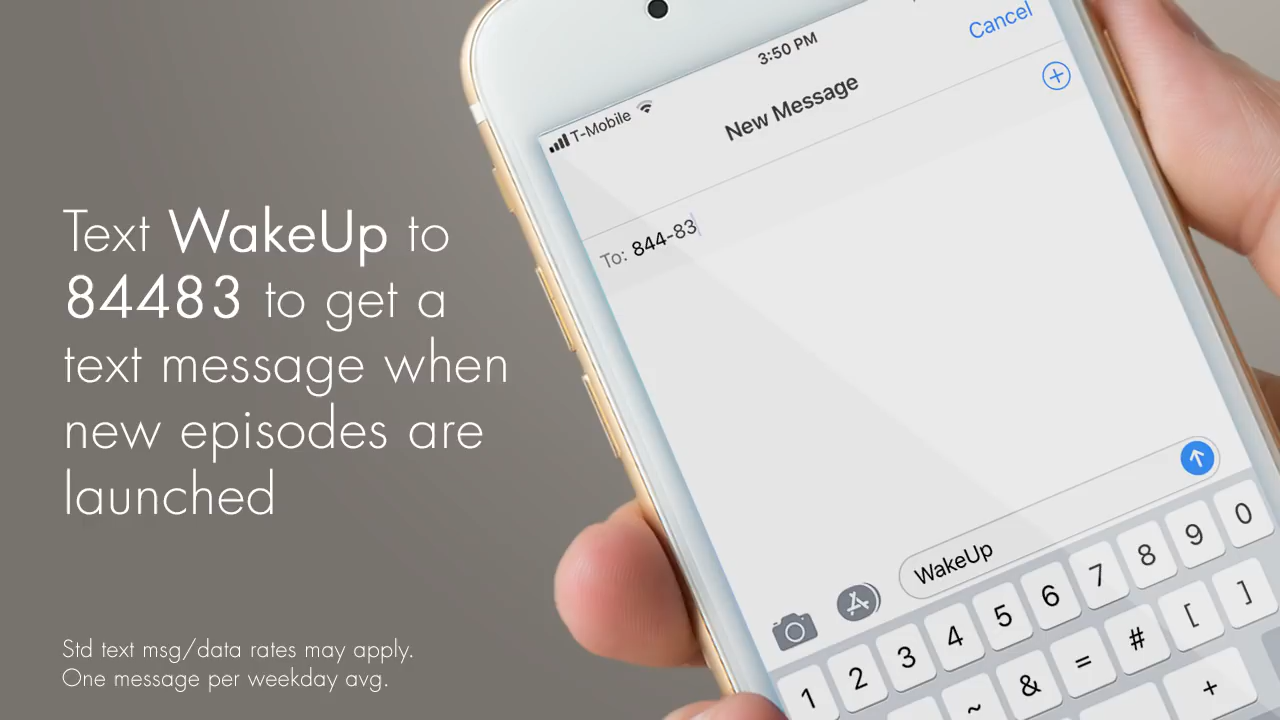 Text WakeUp to
84483 to get a
text message when
new episodes are
launched
Std text msg/data rates may apply.
One message per weekday avg.
T-Mobile
3:50 PM
New Message
Cancel
To: 844-83
WakeUp
1 2 3 4 5 6 7 8 9 0
~ & = # [ ]
+